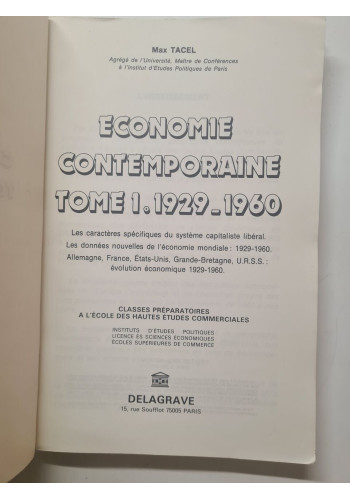 Max TACEL
Agrégé de l'Université, Maître de Conférences
à l'Institut d'Etudes Politiques de Paris
ECONOMIE
CONTEMPORAINE
TOME 1.1929_1960
Les caractères spécifiques du système capitaliste libéral.
Les données nouvelles de l'économie mondiale : 1929-1960.
Allemagne, France, États-Unis, Grande-Bretagne, U.R.S.S. :
évolution économique 1929-1960.
CLASSES PRÉPARATOIRES
A L'ÉCOLE DES HAUTES ÉTUDES COMMERCIALES
INSTITUTS D'ÉTUDES POLITIQUES
LICENCE ES SCIENCES ÉCONOMIQUES
ÉCOLES SUPÉRIEURES DE COMMERCE
DELAGRAVE
15, rue Soufflot 75005 PARIS